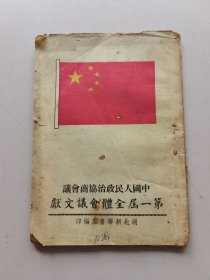 中國人民政治協商會議
第一屆全體會議文獻
湖北新華書店編印